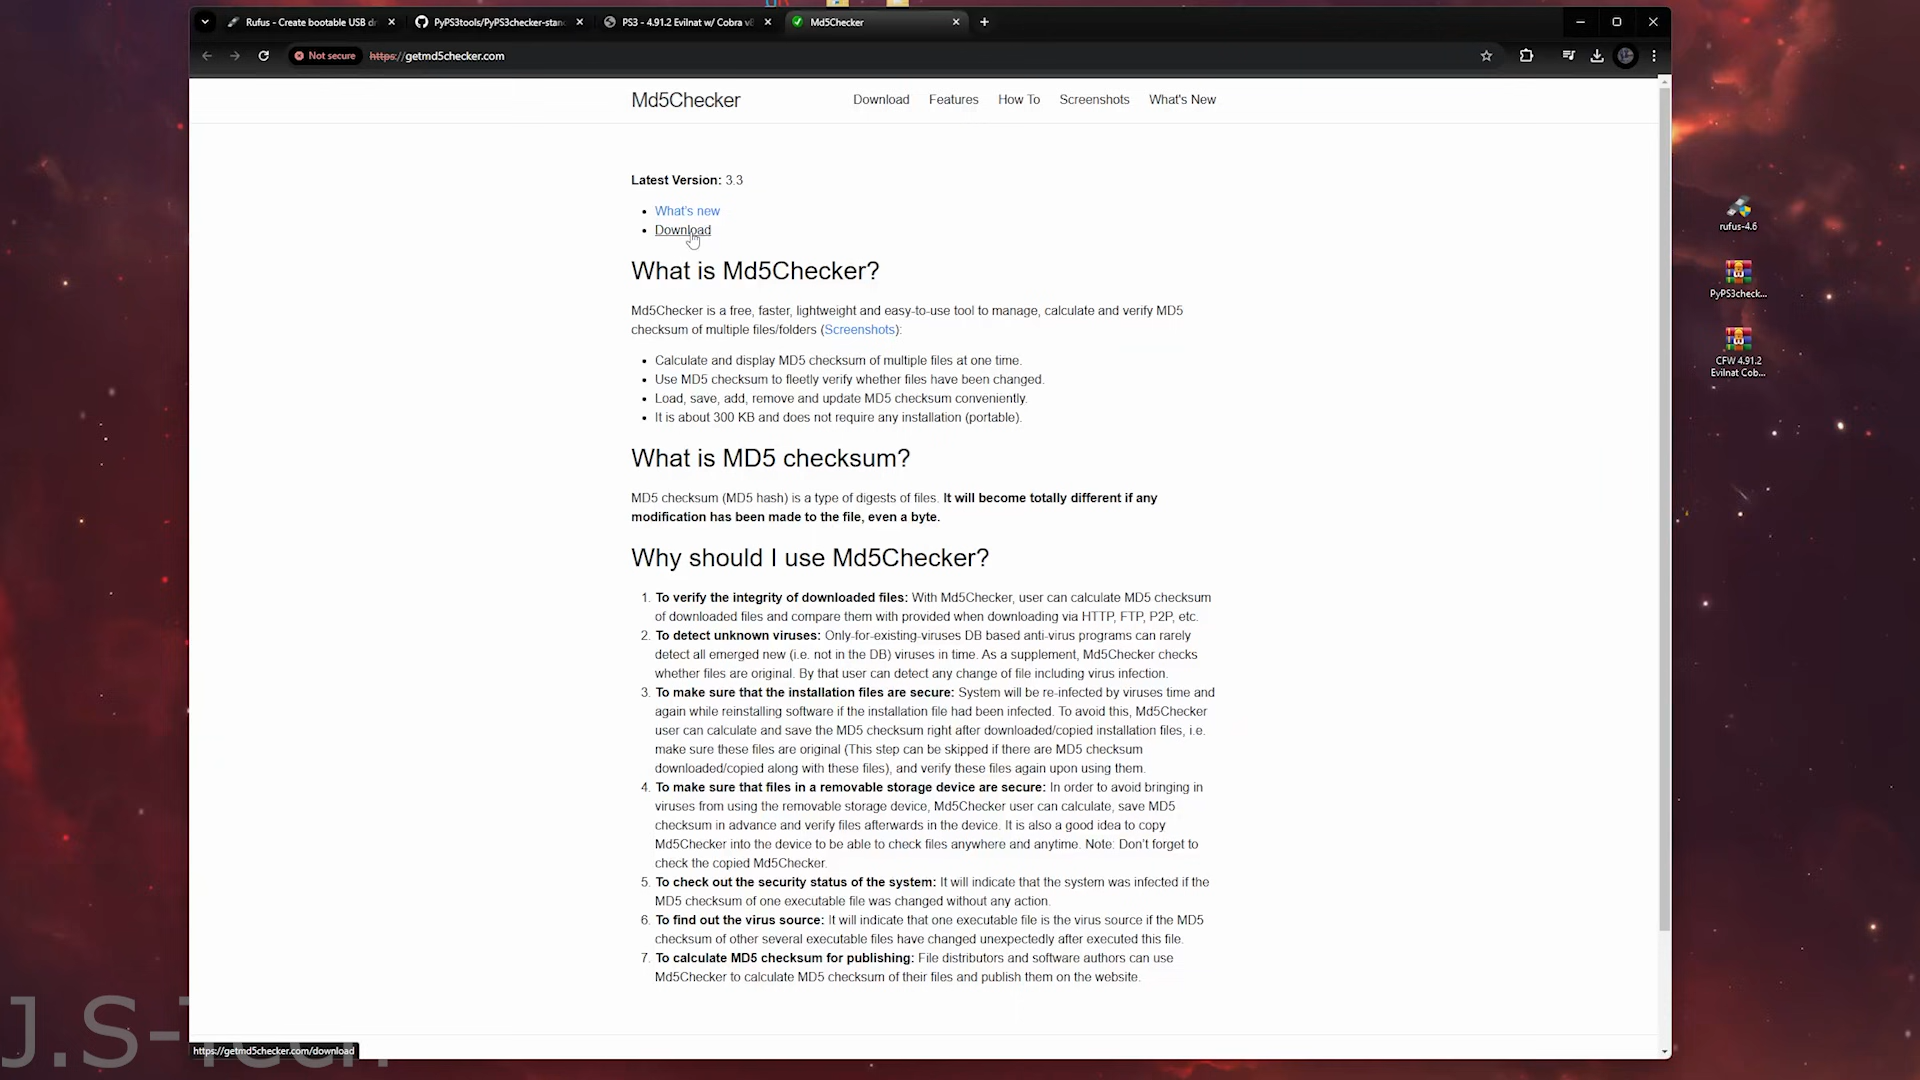 Rufus - Create bootable USB dr
PyPS3tools/PyPS3checker-stand
PS3 - 4.91.2 Evilnat w/ Cobra v8
Md5Checker
Not secure
https://getmd5checker.com
Md5Checker
Download
Features
How To
Screenshots
What's New
Latest Version: 3.3
What's new
Download
What is Md5Checker?
Md5Checker is a free, faster, lightweight and easy-to-use tool to manage, calculate and verify MD5
checksum of multiple files/folders (Screenshots):
Calculate and display MD5 checksum of multiple files at one time.
Use MD5 checksum to fleetly verify whether files have been changed.
Load, save, add, remove and update MD5 checksum conveniently.
It is about 300 KB and does not require any installation (portable).
What is MD5 checksum?
MD5 checksum (MD5 hash) is a type of digests of files. It will become totally different if any
modification has been made to the file, even a byte.
Why should I use Md5Checker?
1. To verify the integrity of downloaded files: With Md5Checker, user can calculate MD5 checksum
of downloaded files and compare them with provided when downloading via HTTP, FTP, P2P, etc.
2. To detect unknown viruses: Only-for-existing-viruses DB based anti-virus programs can rarely
detect all emerged new (i.e. not in the DB) viruses in time. As a supplement, Md5Checker checks
whether files are original. By that user can detect any change of file including virus infection.
3. To make sure that the installation files are secure: System will be re-infected by viruses time and
again while reinstalling software if the installation file had been infected. To avoid this, Md5Checker
user can calculate and save the MD5 checksum right after downloaded/copied installation files, i.e.
make sure these files are original (This step can be skipped if there are MD5 checksum
downloaded/copied along with these files), and verify these files again upon using them.
4. To make sure that files in a removable storage device are secure: In order to avoid bringing in
viruses from using the removable storage device, Md5Checker user can calculate, save MD5
checksum in advance and verify files afterwards in the device. It is also a good idea to copy
Md5Checker into the device to be able to check files anywhere and anytime. Note: Don't forget to
check the copied Md5Checker.
5. To check out the security status of the system: It will indicate that the system was infected if the
MD5 checksum of one executable file was changed without any action.
6. To find out the virus source: It will indicate that one executable file is the virus source if the MD5
checksum of other several executable files have changed unexpectedly after executed this file.
7. To calculate MD5 checksum for publishing: File distributors and software authors can use
Md5Checker to calculate MD5 checksum of their files and publish them on the website.
https://getmd5checker.com/download
rufus-4.6
PyPS3check...
CFW 4.91.2
Evilnat Cob...
J.S-